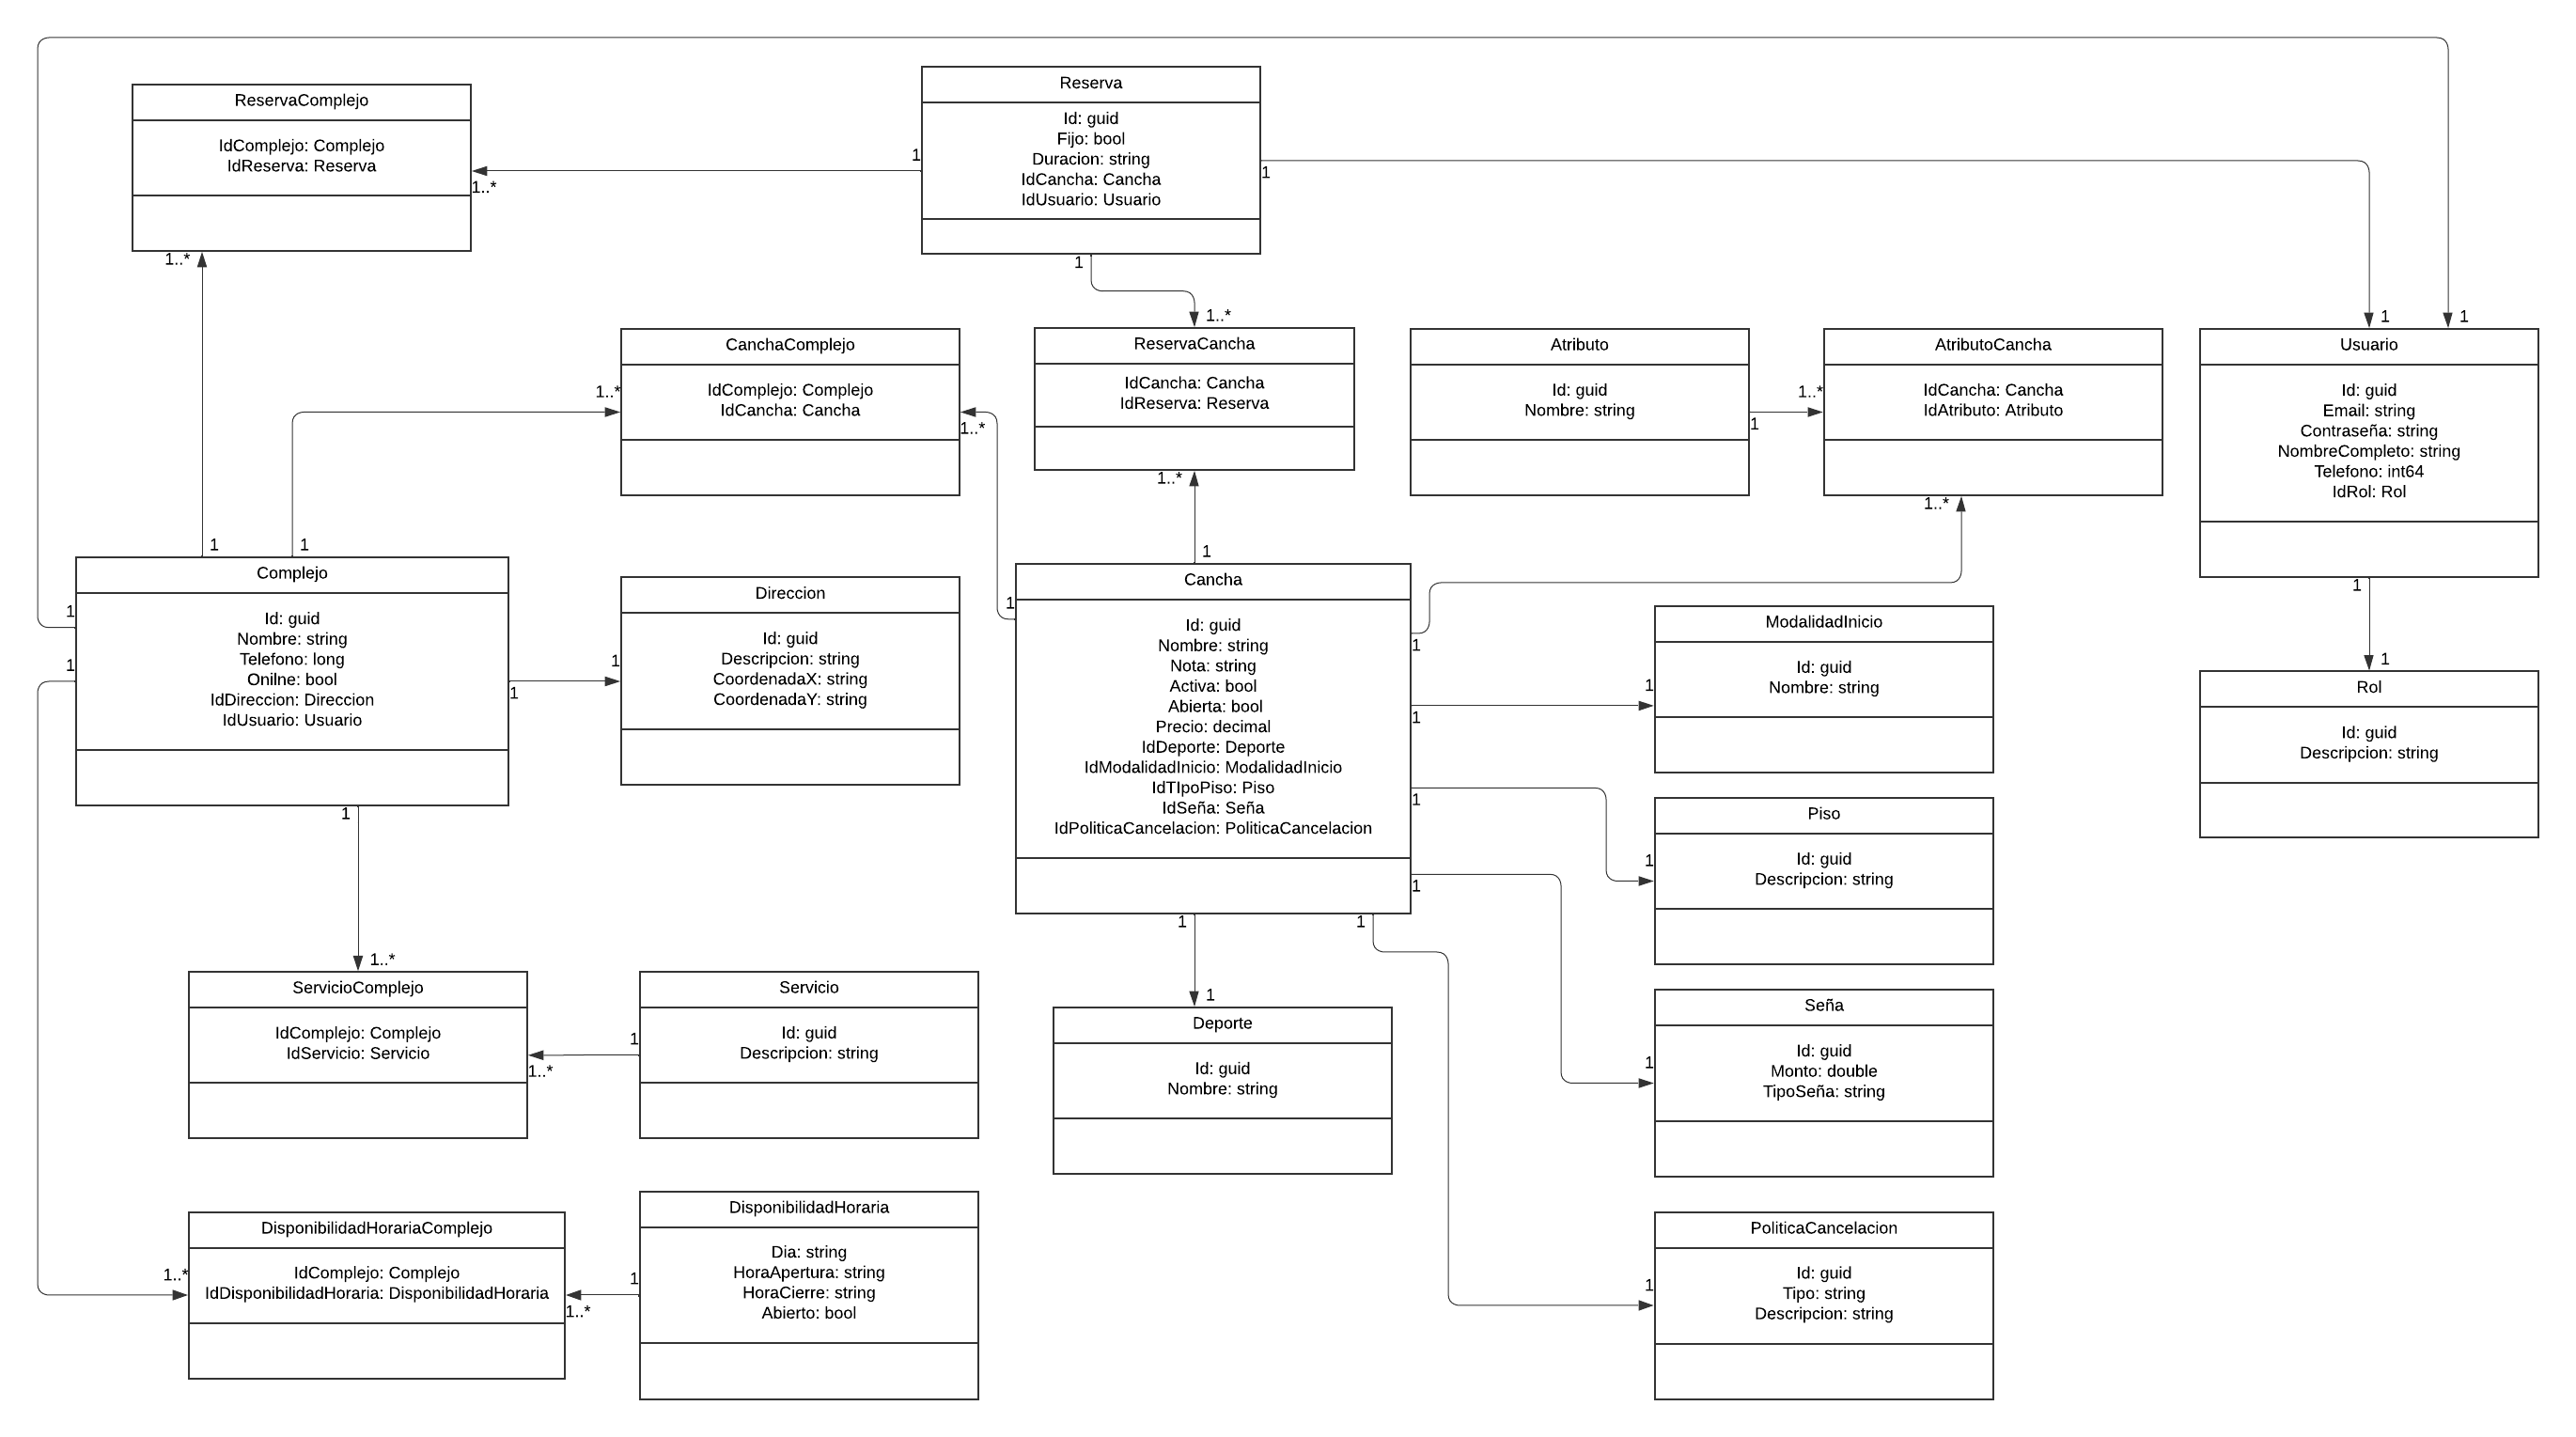 Reserva
Id: guid
Fijo: bool
Duracion: string
IdCancha: Cancha
IdUsuario: Usuario
1
1
1
ReservaComplejo
IdComplejo: Complejo
IdReserva: Reserva
1..*
1..*
CanchaComplejo
IdComplejo: Complejo
IdCancha: Cancha
1..*
1..*
ReservaCancha
IdCancha: Cancha
IdReserva: Reserva
1..*
1..*
Atributo
Id: guid
Nombre: string
1
AtributoCancha
IdCancha: Cancha
IdAtributo: Atributo
1..*
1..*
Usuario
Id: guid
Email: string
Contraseña: string
NombreCompleto: string
Telefono: int64
IdRol: Rol
1
1
1
Complejo
Id: guid
Nombre: string
Telefono: long
Onilne: bool
IdDireccion: Direccion
IdUsuario: Usuario
1
1
1
1
1
1
Direccion
Id: guid
Descripcion: string
CoordenadaX: string
CoordenadaY: string
1
Cancha
Id: guid
Nombre: string
Nota: string
Activa: bool
Abierta: bool
Precio: decimal
IdDeporte: Deporte
IdModalidadInicio: ModalidadInicio
IdTIpoPiso: Piso
IdSeña: Seña
IdPoliticaCancelacion: PoliticaCancelacion
1
1
1
1
1
1
1
1
ModalidadInicio
Id: guid
Nombre: string
1
Rol
Id: guid
Descripcion: string
1
Piso
Id: guid
Descripcion: string
1
ServicioComplejo
IdComplejo: Complejo
IdServicio: Servicio
1..*
1..*
Servicio
Id: guid
Descripcion: string
1
Deporte
Id: guid
Nombre: string
1
Seña
Id: guid
Monto: double
TipoSeña: string
1
DisponibilidadHorariaComplejo
IdComplejo: Complejo
IdDisponibilidadHoraria: DisponibilidadHoraria
1..*
1..*
DisponibilidadHoraria
Dia: string
HoraApertura: string
HoraCierre: string
Abierto: bool
1
PoliticaCancelacion
Id: guid
Tipo: string
Descripcion: string
1